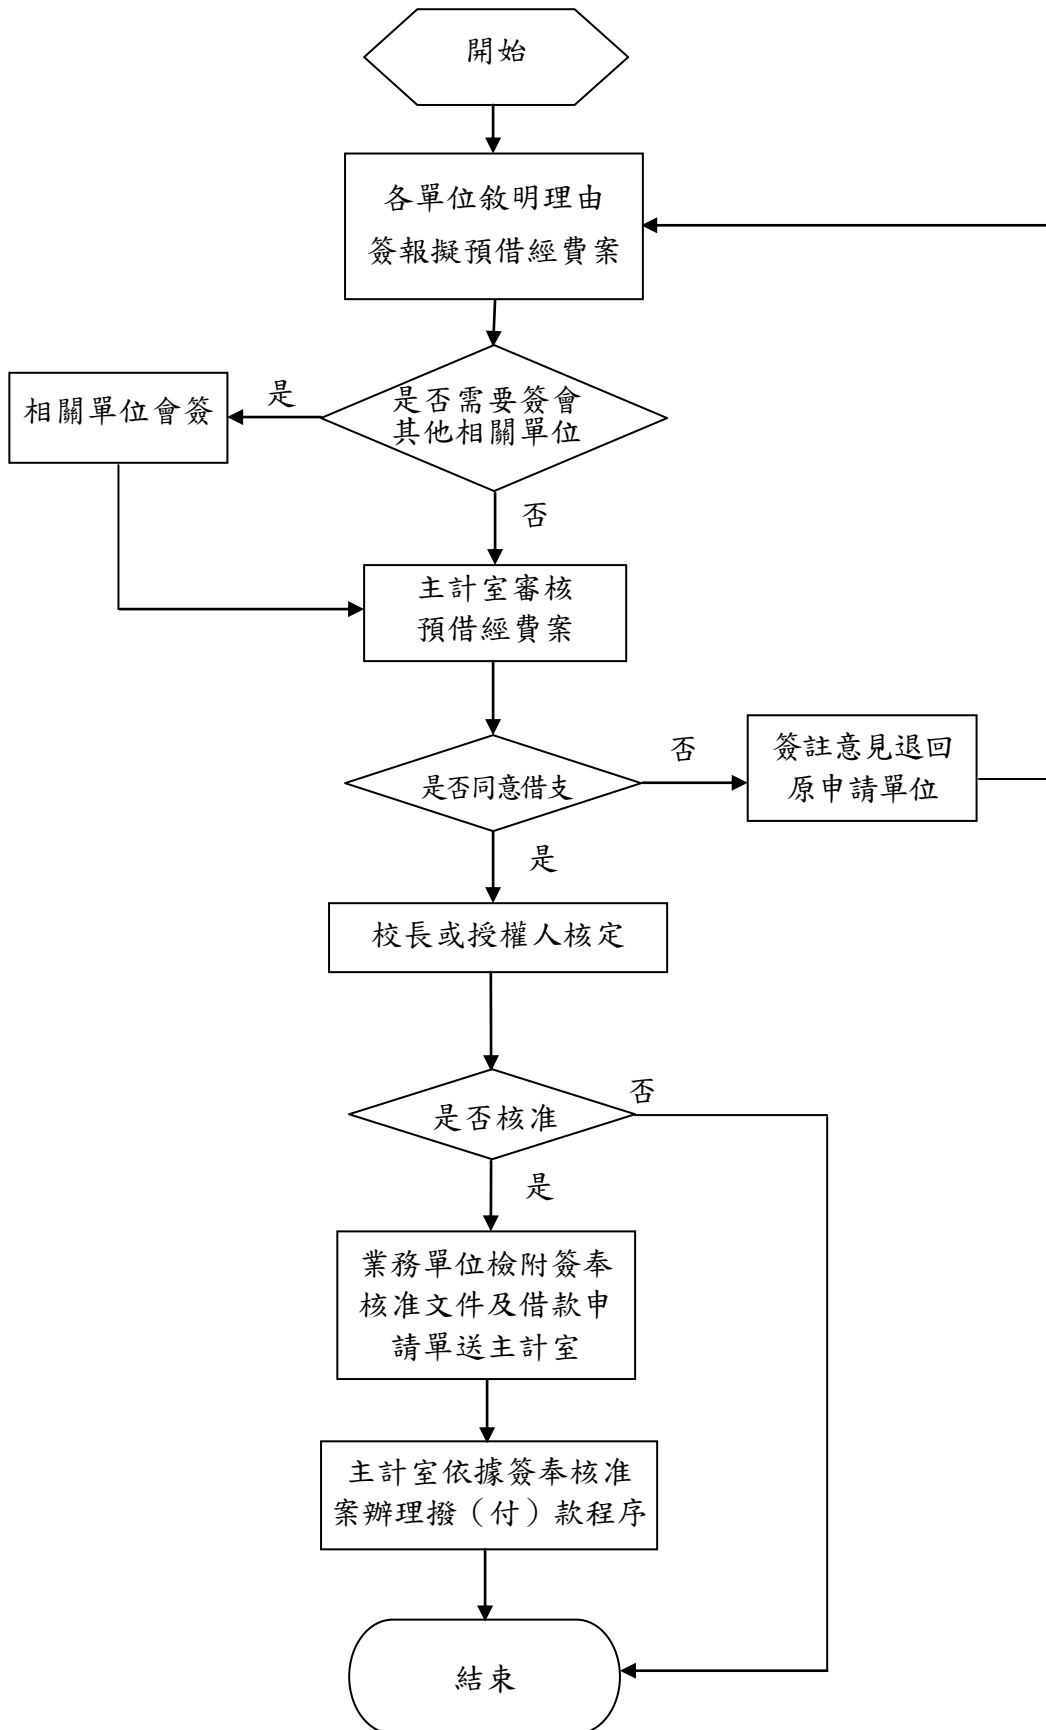 開始
各單位敘明理由
簽報擬預借經費案
是否需要簽會
其他相關單位
是
相關單位會簽
否
主計室審核
預借經費案
是否同意借支
否
簽註意見退回
原申請單位
是
校長或授權人核定
是否核准
否
是
業務單位檢附簽奉
核准文件及借款申
請單送主計室
主計室依據簽奉核准
案辦理撥（付）款程序
結束